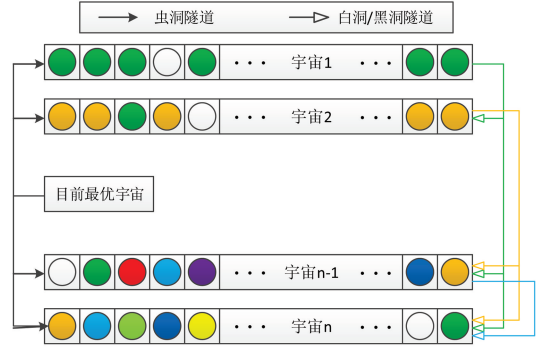 虫洞隧道
白洞/黑洞隧道
··· 宇宙1 ···
··· 宇宙2 ···
目前最优宇宙
··· 宇宙n-1 ···
··· 宇宙n ···